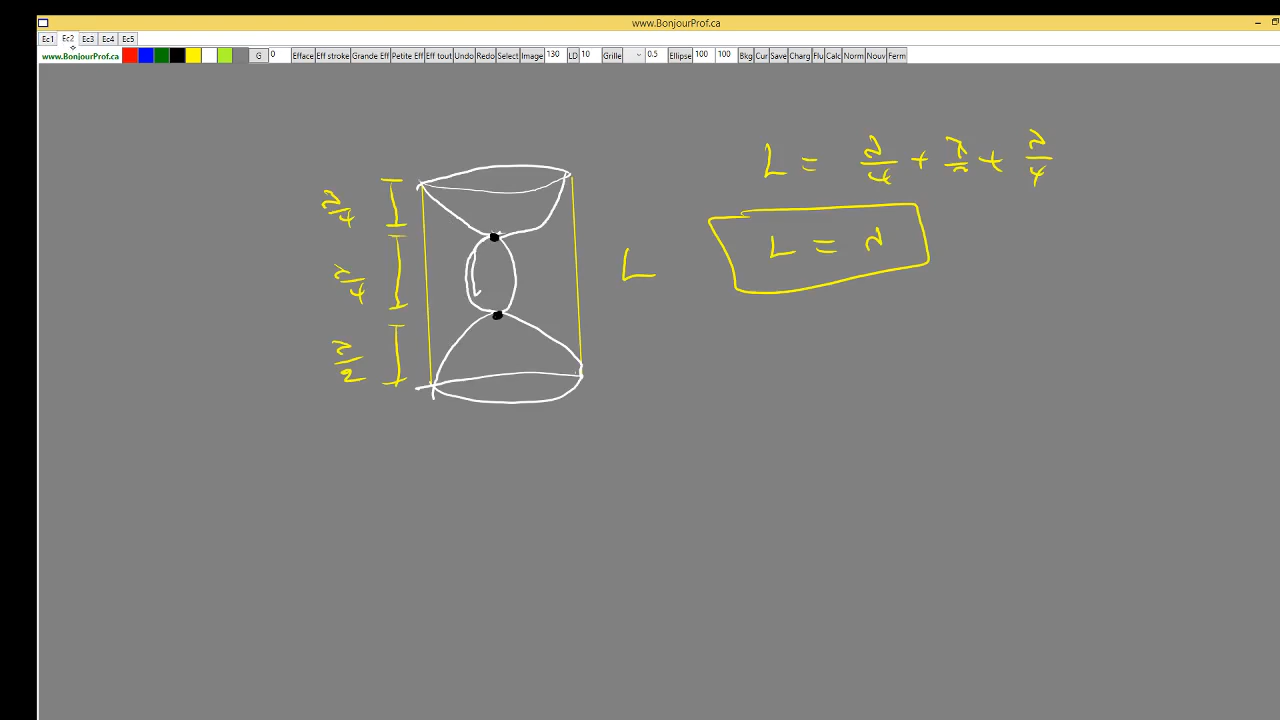 www.BonjourProf.ca
Ec1 Ec2 Ec3 Ec4 Ec5
www.BonjourProf.ca G 0 Efface Eff stroke Grande Eff Petite Eff Eff tout Undo Redo Select Image 130 LD 10 Grille 0.5 Ellipse 100 100 Bkg Cur Save Charg Flu Calc Norm Nouv Ferm
L = λ/4 + λ/2 + λ/4
λ/4
L = λ
λ/4
L
λ/2